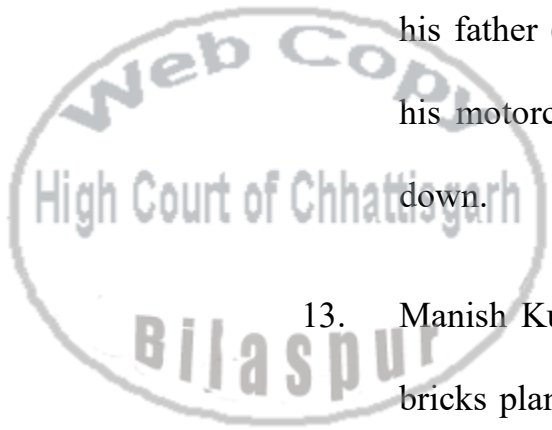 Web Copy
High Court of Chhattisgarh
Bilaspur
his father
his motorc
down.
13. Manish Ku
bricks plan